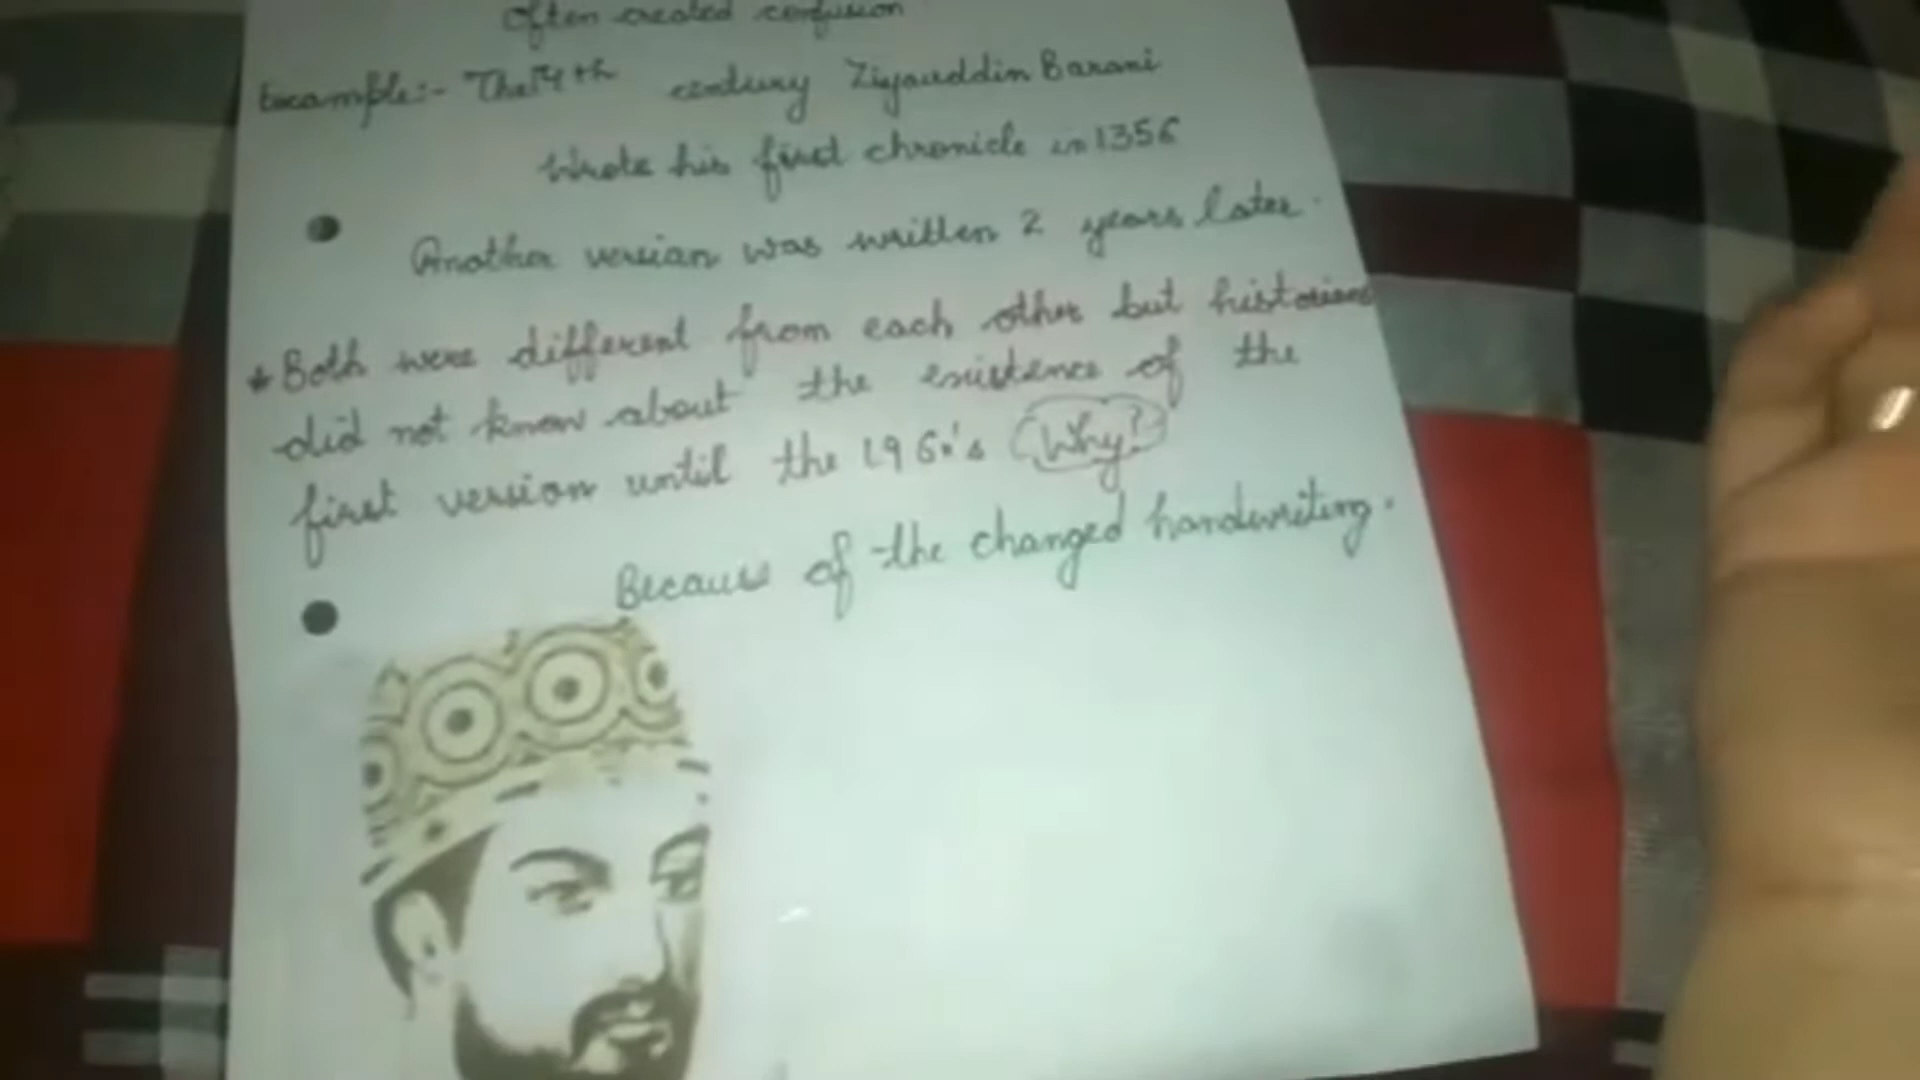 Often created confusion
Example:- The 14th century Ziyauddin Barani
Wrote his first chronicle in 1356
Another version was written 2 years later.
* Both were different from each other but historians
did not know about the existence of the
first version until the 1960's Why?
Because of the changed handwriting.